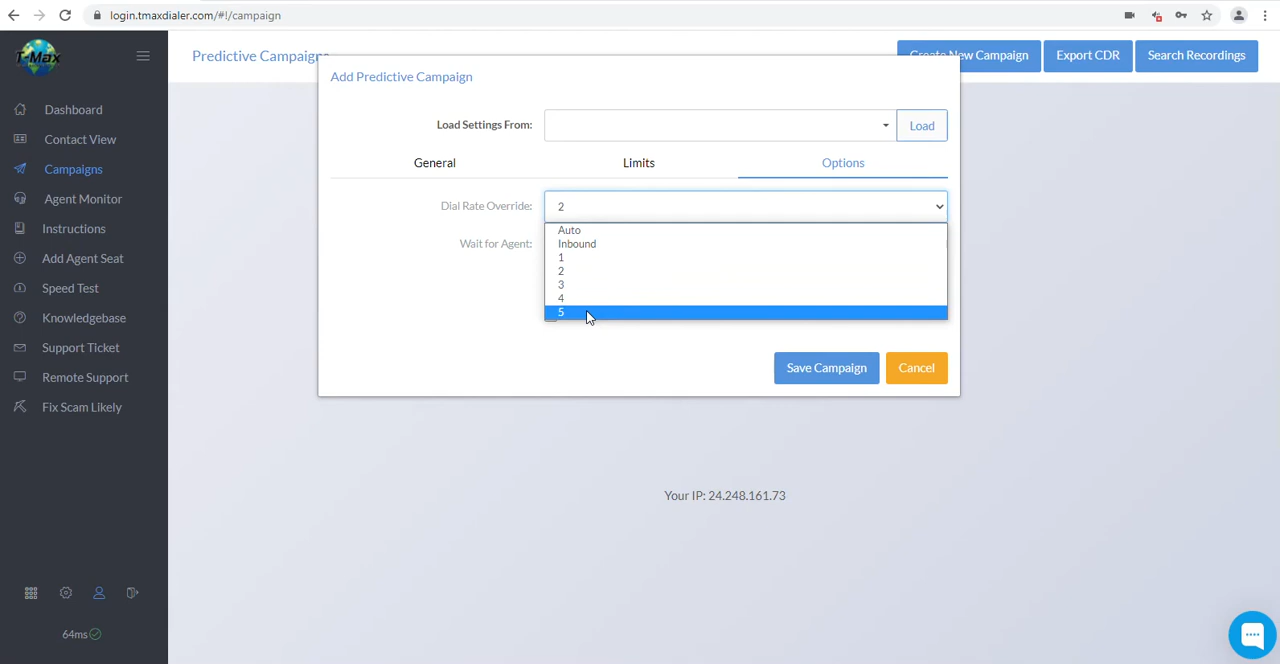 login.tmaxdialer.com/#!/campaign
T-Max
Predictive Campaigns
Create New Campaign
Export CDR
Search Recordings
Add Predictive Campaign
Dashboard
Contact View
Campaigns
Agent Monitor
Instructions
Add Agent Seat
Speed Test
Knowledgebase
Support Ticket
Remote Support
Fix Scam Likely
64ms
Load Settings From:
Load
General
Limits
Options
Dial Rate Override:
2
Wait for Agent:
Auto
Inbound
1
2
3
4
5
Save Campaign
Cancel
Your IP: 24.248.161.73